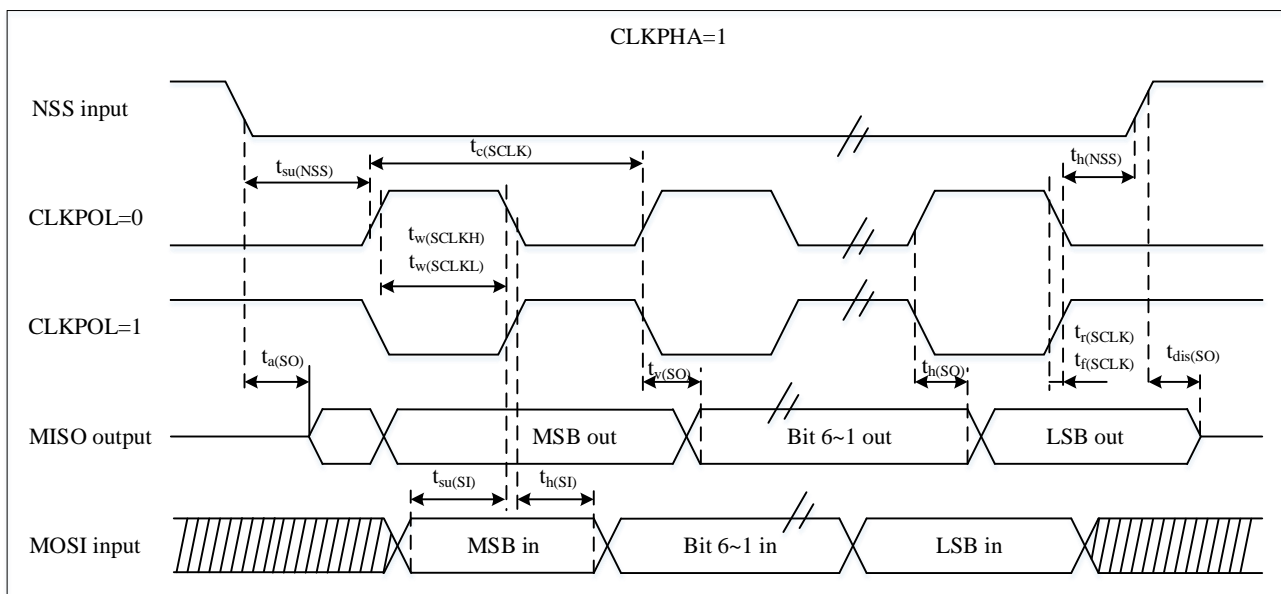 CLKPHA=1
NSS input
tc(SCLK)
tsu(NSS)
th(NSS)
CLKPOL=0
tw(SCLKH)
tw(SCLKL)
CLKPOL=1
tr(SCLK)
tf(SCLK)
ta(SO)
tv(SO)
th(SO)
tdis(SO)
MISO output
MSB out
Bit 6~1 out
LSB out
tsu(SI)
th(SI)
MOSI input
MSB in
Bit 6~1 in
LSB in